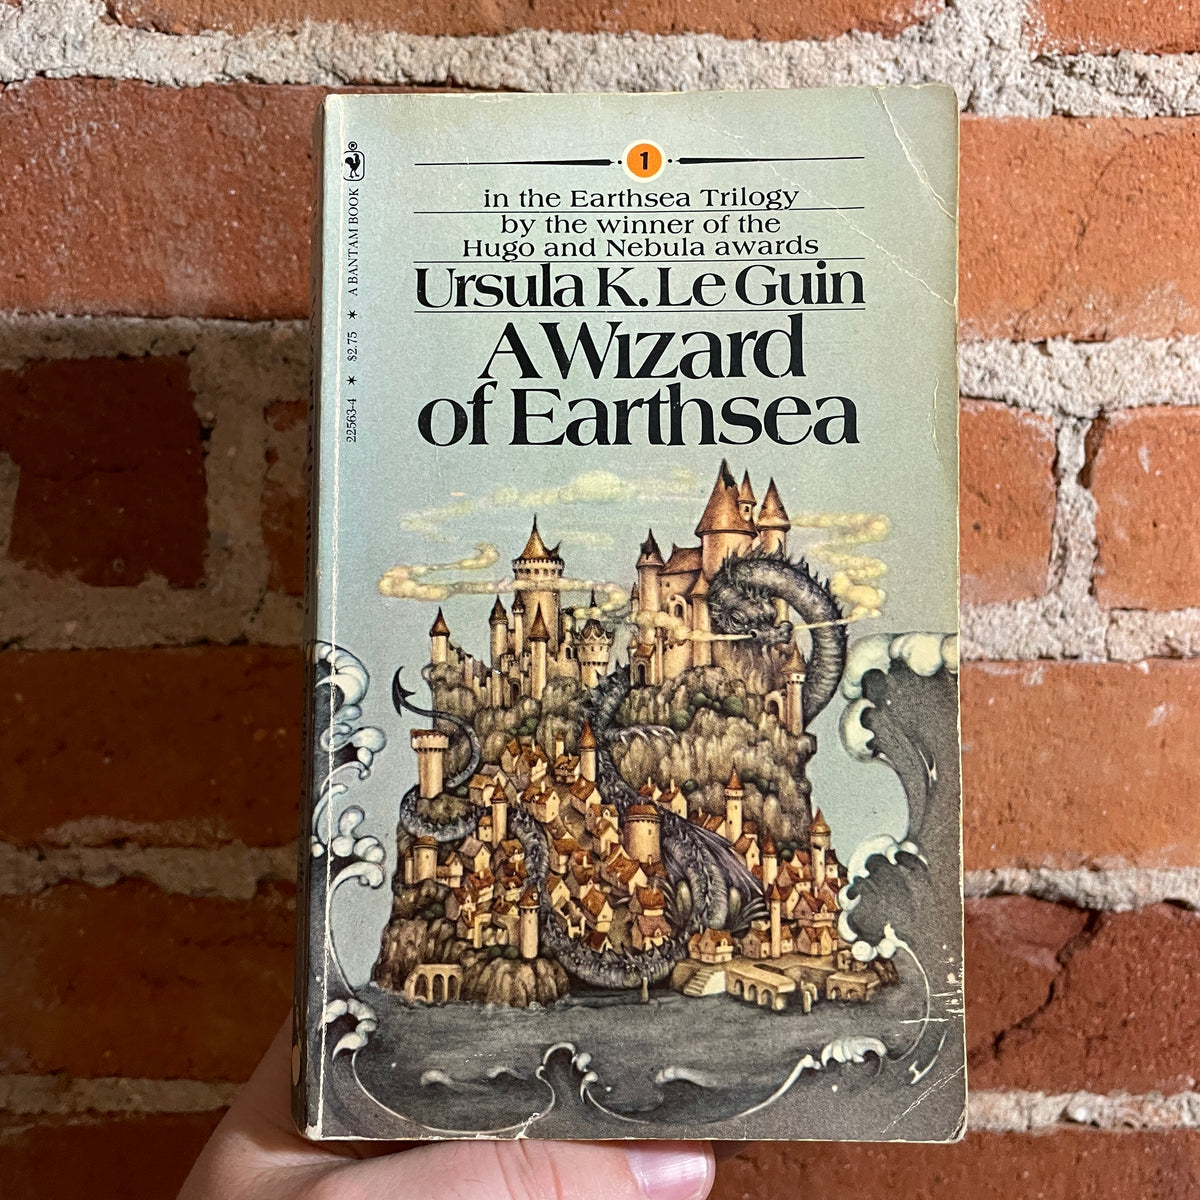 1
in the Earthsea Trilogy
by the winner of the
Hugo and Nebula awards
Ursula K. Le Guin
A Wizard
of Earthsea
22563-4 * $2.75 * A BANTAM BOOK ®